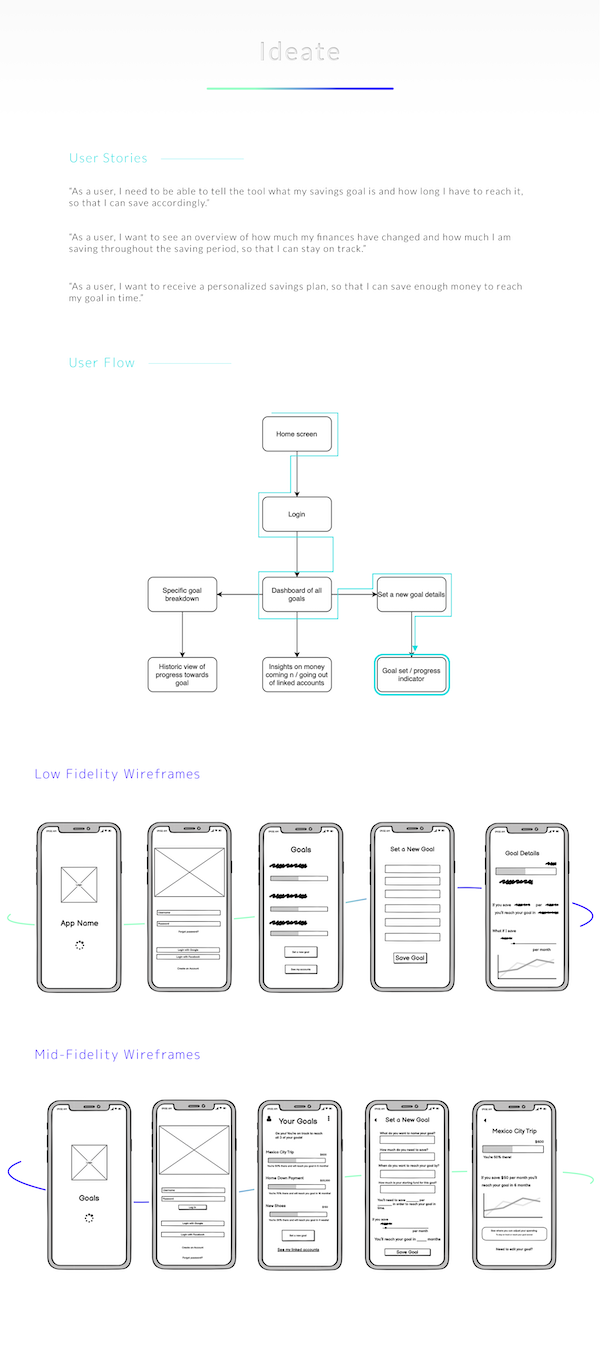 Ideate
User Stories
“As a user, I need to be able to tell the tool what my savings goal is and how long I have to reach it,
so that I can save accordingly.”
“As a user, I want to see an overview of how much my finances have changed and how much I am
saving throughout the saving period, so that I can stay on track.”
“As a user, I want to receive a personalized savings plan, so that I can save enough money to reach
my goal in time.”
User Flow
Home screen
Login
Specific goal
breakdown
Dashboard of all
goals
Set a new goal details
Historic view of
progress towards
goal
Insights on money
coming n / going out
of linked accounts
Goal set / progress
indicator
Low Fidelity Wireframes
App Name
Username
Password
Forgot password?
Login with Google
Login with Facebook
Create an Account
Goals
Set a new goal
See my accounts
Set a New Goal
Save Goal
Goal Details
If you save per
you'll reach your goal in
What if I save
per month
Mid-Fidelity Wireframes
Goals
Username
Password
Log In
Login with Google
Login with Facebook
Create an Account
Forgot password?
Your Goals
Go you! You're on track to reach
all 3 of your goals!
Mexico City Trip
Home Down Payment
New Shoes
Set a new goal
See my linked accounts
Set a New Goal
What do you want to name your goal?
How much do you need to save?
When do you want to reach your goal by?
How much is your starting fund for this goal?
You'll need to save ______ per
______ in order to reach your goal in
time.
If you save
per month
You'll reach your goal in ____ months
Save Goal
Mexico City Trip
$800
You're 50% there!
If you save $50 per month you'll
reach your goal in 8 months
Need to edit your goal?